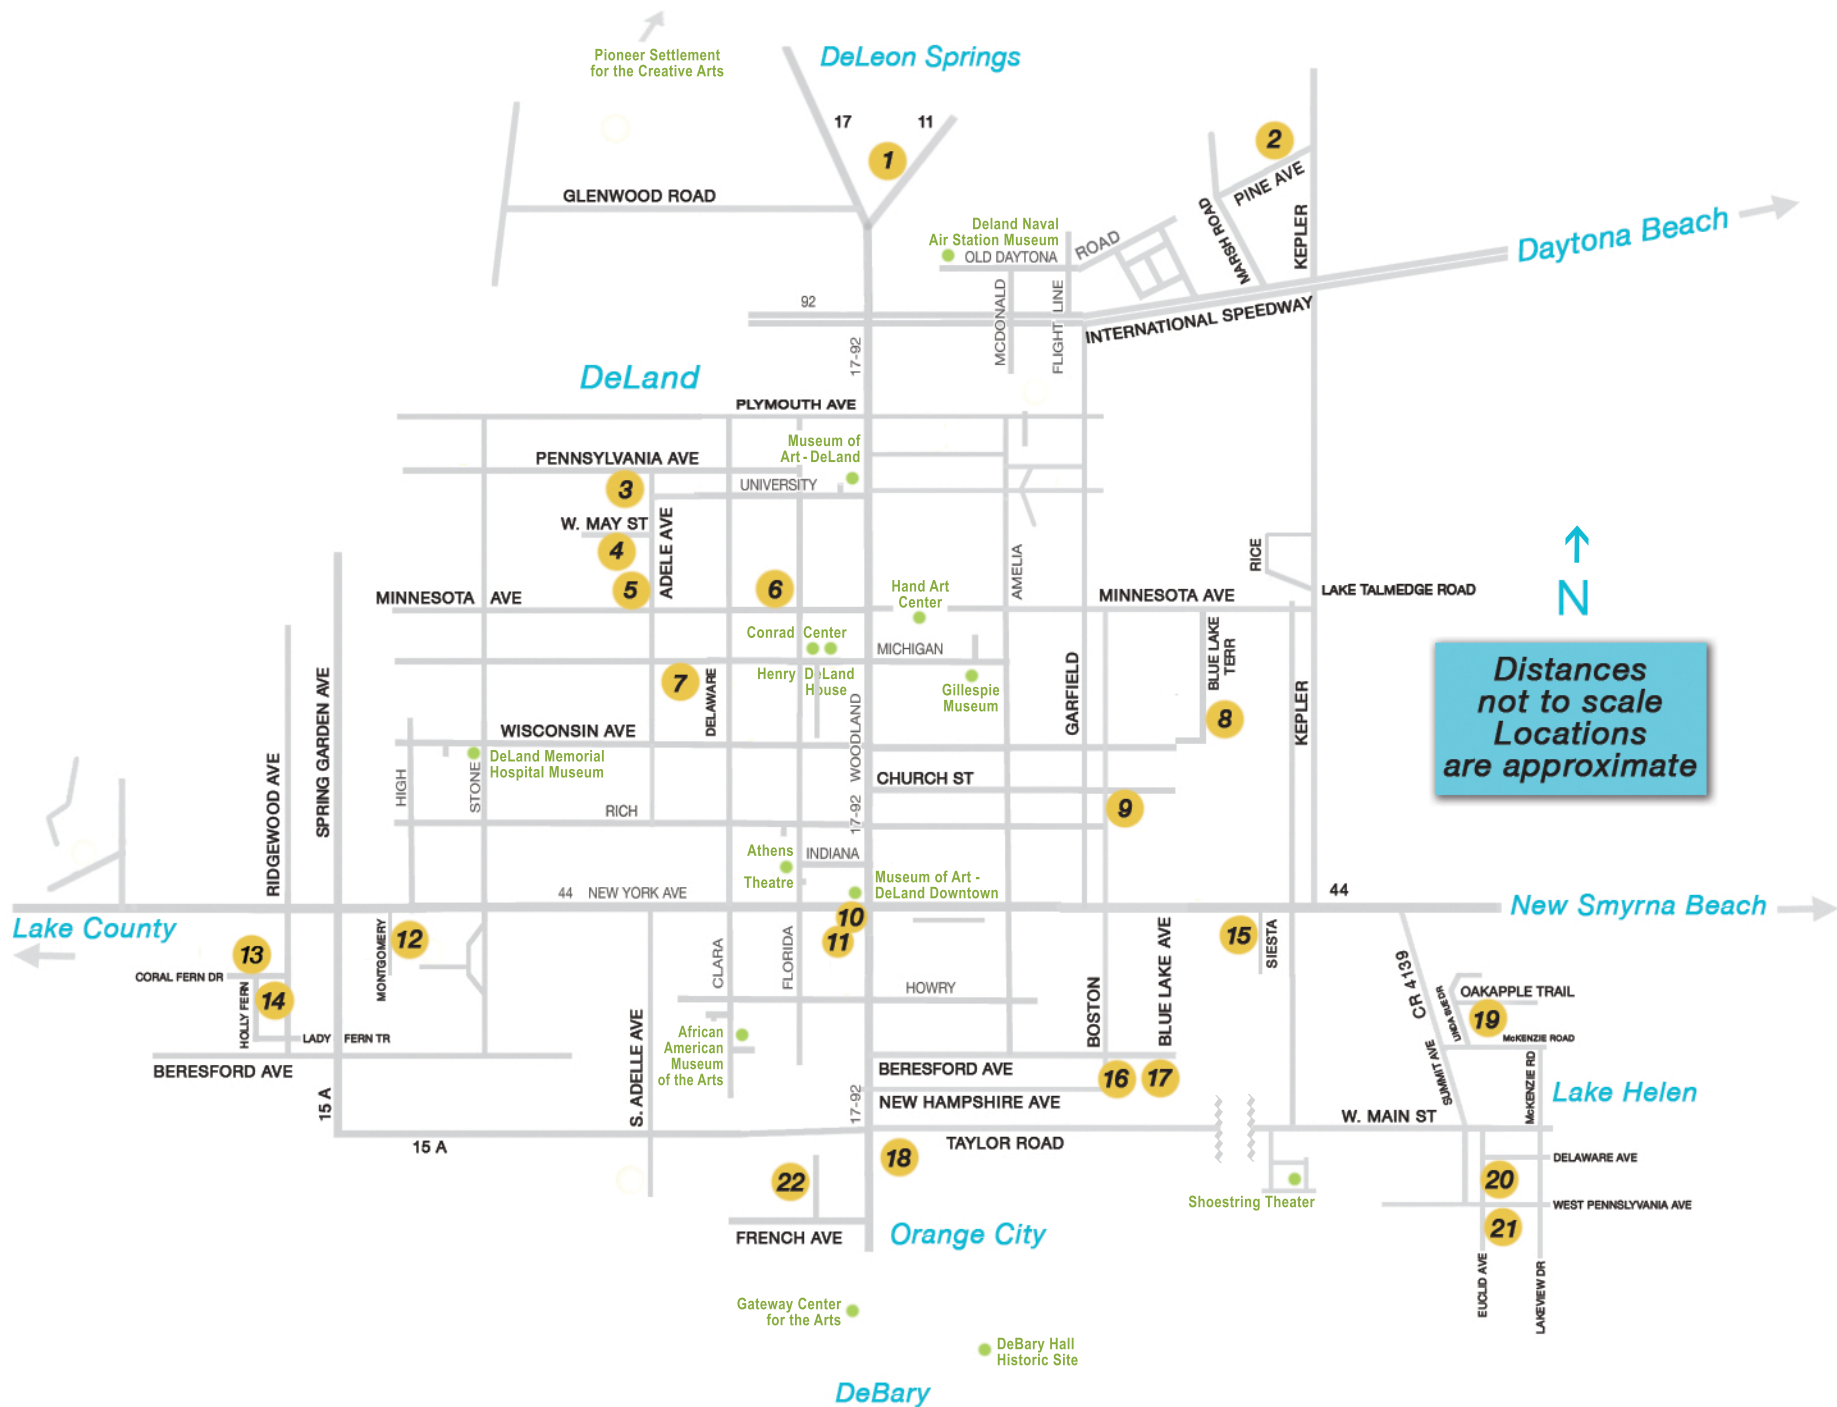 Pioneer Settlement
for the Creative Arts
DeLeon Springs
17
11
1
2
PINE AVE
GLENWOOD ROAD
MARSH ROAD
KEPLER
Deland Naval
Air Station Museum
OLD DAYTONA
ROAD
Daytona Beach
MCDONALD
FLIGHT LINE
92
INTERNATIONAL SPEEDWAY
17-92
DeLand
PLYMOUTH AVE
Museum of
Art - DeLand
PENNSYLVANIA AVE
3
UNIVERSITY
W. MAY ST
ADELE AVE
4
5
6
AMELIA
RICE
N
Hand Art
Center
MINNESOTA AVE
MINNESOTA AVE
LAKE TALMEDGE ROAD
Conrad Center
MICHIGAN
BLUE LAKE
TERR
Henry DeLand
House
7
DELAWARE
Gillespie
Museum
GARFIELD
8
KEPLER
Distances
not to scale
Locations
are approximate
SPRING GARDEN AVE
WISCONSIN AVE
WOODLAND
DeLand Memorial
Hospital Museum
RIDGEWOOD AVE
HIGH
STONE
CHURCH ST
17-92
RICH
9
Athens
Theatre
INDIANA
Museum of Art -
DeLand Downtown
44 NEW YORK AVE
44
New Smyrna Beach
Lake County
10
11
12
MONTGOMERY
13
CORAL FERN DR
14
HOLLY FERN
LADY FERN TR
CLARA
FLORIDA
HOWRY
BOSTON
BLUE LAKE AVE
15
SIESTA
CR 4139
OAKAPPLE TRAIL
LINDA SUE DR
19
McKENZIE ROAD
African
American
Museum
of the Arts
S. ADELLE AVE
BERESFORD AVE
BERESFORD AVE
16
17
SUMMIT AVE
McKENZIE RD
Lake Helen
15 A
17-92
NEW HAMPSHIRE AVE
W. MAIN ST
15 A
TAYLOR ROAD
18
22
DELAWARE AVE
20
Shoestring Theater
WEST PENNSLYVANIA AVE
21
FRENCH AVE
Orange City
EUCLID AVE
LAKEVIEW DR
Gateway Center
for the Arts
DeBary Hall
Historic Site
DeBary